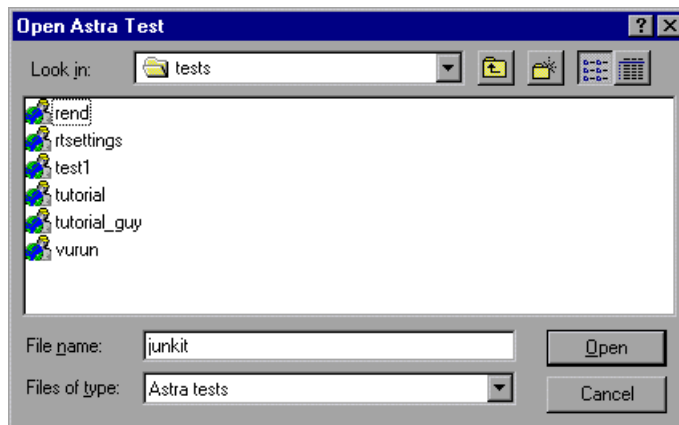 Open Astra Test
Look in: tests
rend
rtsettings
test1
tutorial
tutorial_guy
vurun
File name: junkit Open
Files of type: Astra tests Cancel